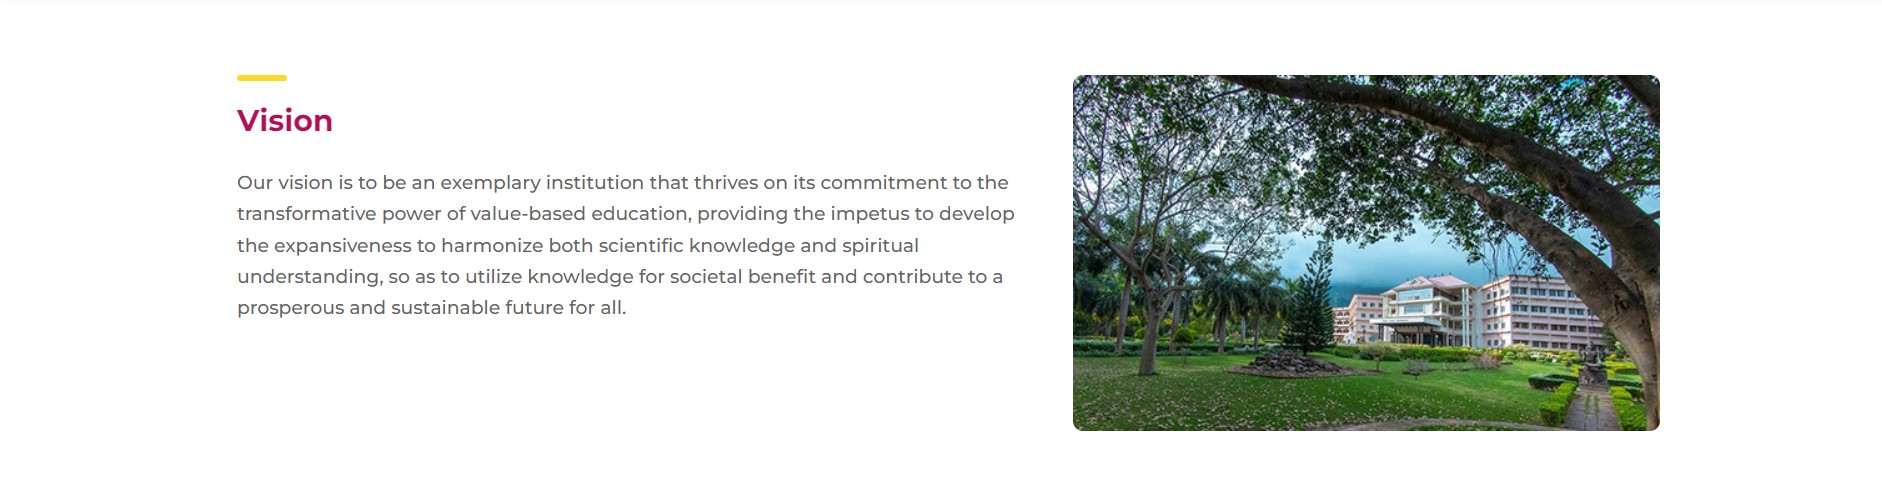 Vision
Our vision is to be an exemplary institution that thrives on its commitment to the
transformative power of value-based education, providing the impetus to develop
the expansiveness to harmonize both scientific knowledge and spiritual
understanding, so as to utilize knowledge for societal benefit and contribute to a
prosperous and sustainable future for all.